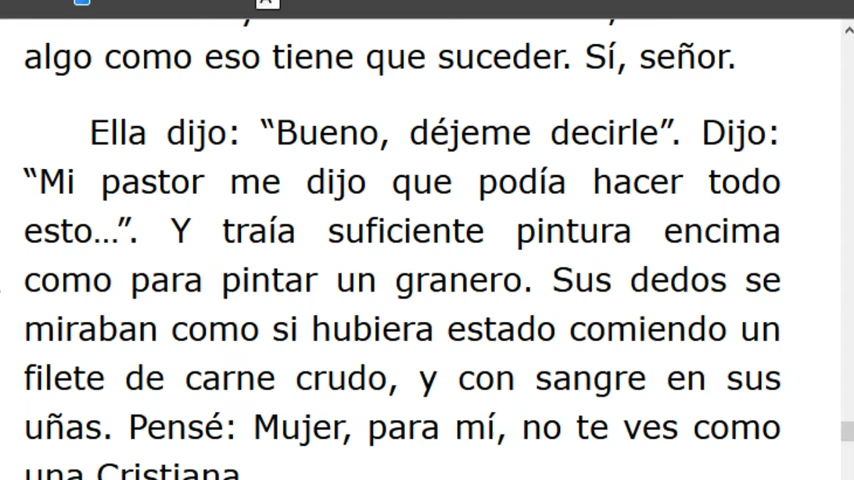 algo como eso tiene que suceder. Sí, señor.
Ella dijo: “Bueno, déjeme decirle”. Dijo:
“Mi pastor me dijo que podía hacer todo
esto...”. Y traía suficiente pintura encima
como para pintar un granero. Sus dedos se
miraban como si hubiera estado comiendo un
filete de carne crudo, y con sangre en sus
uñas. Pensé: Mujer, para mí, no te ves como
una Cristiana